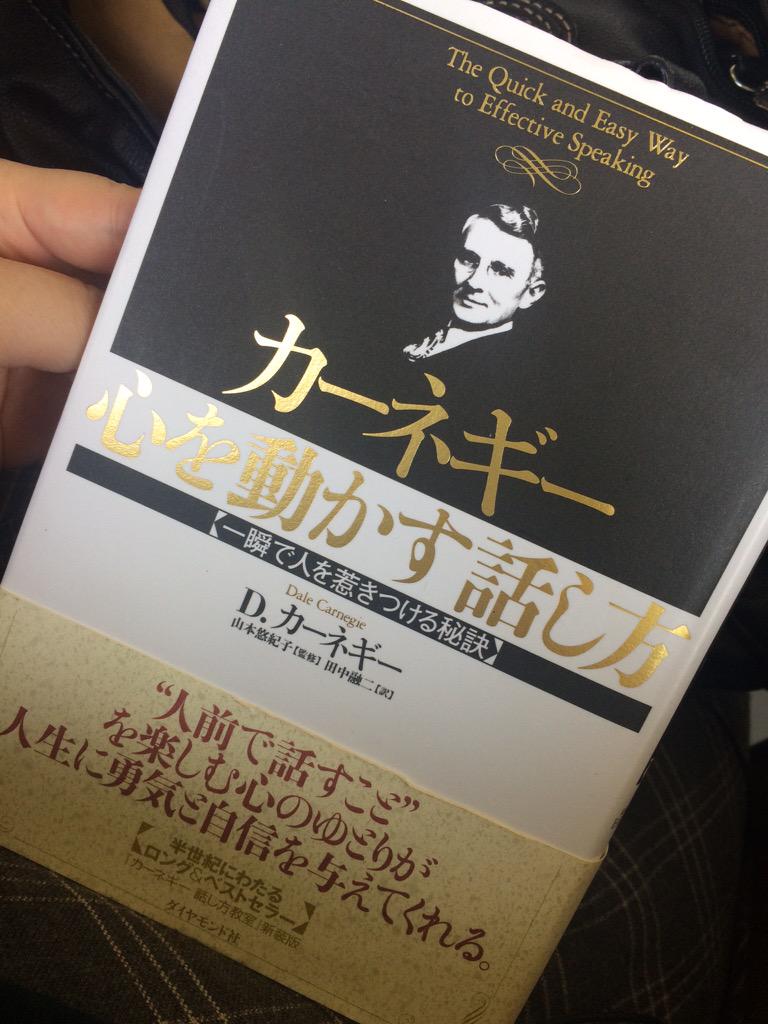 The Quick and Easy Way
to Effective Speaking
カーネギー
心を動かす話し方
【一瞬で人を惹きつける秘訣】
Dale Carnegie
D.カーネギー
山本悠紀子[監修] 田中融二[訳]
“人前で話すこと”
を楽しむ心のゆとりが
人生に勇気と自信を与えてくれる。
【半世紀にわたる
ロング&ベストセラー】
「カーネギー 話し方教室」新装版
ダイヤモンド社